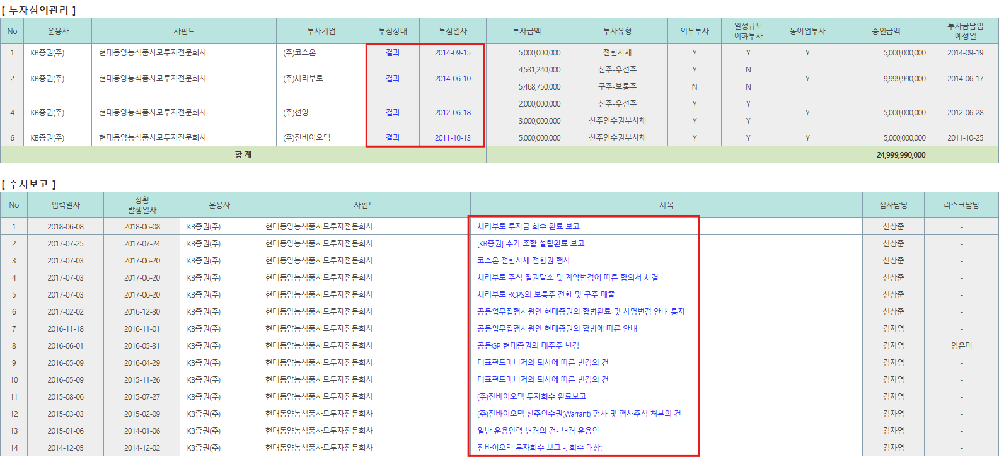 [ 투자심의관리 ]
No 운용사 자펀드 투자기업 투심상태 투심일자 투자금액 투자유형 의무투자 일정규모 이하투자 농어업투자 승인금액 투자금납입 예정일
1 KB증권(주) 현대동양농식품사모투자전문회사 (주)코스온 결과 2014-09-15 5,000,000,000 전환사채 Y Y Y 5,000,000,000 2014-09-19
2 KB증권(주) 현대동양농식품사모투자전문회사 (주)체리부로 결과 2014-06-10 4,531,240,000 신주-우선주 Y N Y 9,999,990,000 2014-06-17
5,468,750,000 구주-보통주 N N
4 KB증권(주) 현대동양농식품사모투자전문회사 (주)선양 결과 2012-06-18 2,000,000,000 신주-우선주 Y Y Y 5,000,000,000 2012-06-28
3,000,000,000 신주인수권부사채 Y Y
6 KB증권(주) 현대동양농식품사모투자전문회사 (주)진바이오텍 결과 2011-10-13 5,000,000,000 신주인수권부사채 Y Y Y 5,000,000,000 2011-10-25
합 계 24,999,990,000
[ 수시보고 ]
No 입력일자 상황 발생일자 운용사 자펀드 제목 심사담당 리스크담당
1 2018-06-08 2018-06-08 KB증권(주) 현대동양농식품사모투자전문회사 체리부로 투자금 회수 완료 보고 신상준 -
2 2017-07-25 2017-07-24 KB증권(주) 현대동양농식품사모투자전문회사 [KB증권] 추가 조합 설립완료 보고 신상준 -
3 2017-07-03 2017-06-20 KB증권(주) 현대동양농식품사모투자전문회사 코스온 전환사채 전환권 행사 신상준 -
4 2017-07-03 2017-06-20 KB증권(주) 현대동양농식품사모투자전문회사 체리부로 주식 질권말소 및 계약변경에 따른 합의서 체결 신상준 -
5 2017-07-03 2017-06-20 KB증권(주) 현대동양농식품사모투자전문회사 체리부로 RCPS의 보통주 전환 및 구주 매출 신상준 -
6 2017-02-02 2016-12-30 KB증권(주) 현대동양농식품사모투자전문회사 공동업무집행사원인 현대증권의 합병완료 및 사명변경 안내 통지 신상준 -
7 2016-11-18 2016-11-01 KB증권(주) 현대동양농식품사모투자전문회사 공동업무집행사원인 현대증권의 합병에 따른 안내 김자영 -
8 2016-06-01 2016-05-31 KB증권(주) 현대동양농식품사모투자전문회사 공동GP 현대증권의 대주주 변경 김자영 임은미
9 2016-05-09 2016-04-29 KB증권(주) 현대동양농식품사모투자전문회사 대표펀드매니저의 퇴사에 따른 변경의 건 김자영 -
10 2016-05-09 2015-11-26 KB증권(주) 현대동양농식품사모투자전문회사 대표펀드매니저의 퇴사에 따른 변경의 건 김자영 -
11 2015-08-06 2015-07-27 KB증권(주) 현대동양농식품사모투자전문회사 (주)진바이오텍 투자회수 완료보고 김자영 -
12 2015-03-03 2015-02-09 KB증권(주) 현대동양농식품사모투자전문회사 (주)진바이오텍 신주인수권(Warrant) 행사 및 행사주식 처분의 건 김자영 -
13 2015-01-06 2014-01-06 KB증권(주) 현대동양농식품사모투자전문회사 일반 운용인력 변경의 건- 변경 운용인 김자영 -
14 2014-12-05 2014-12-02 KB증권(주) 현대동양농식품사모투자전문회사 진바이오텍 투자회수 보고 -. 회수 대상: 김자영 -